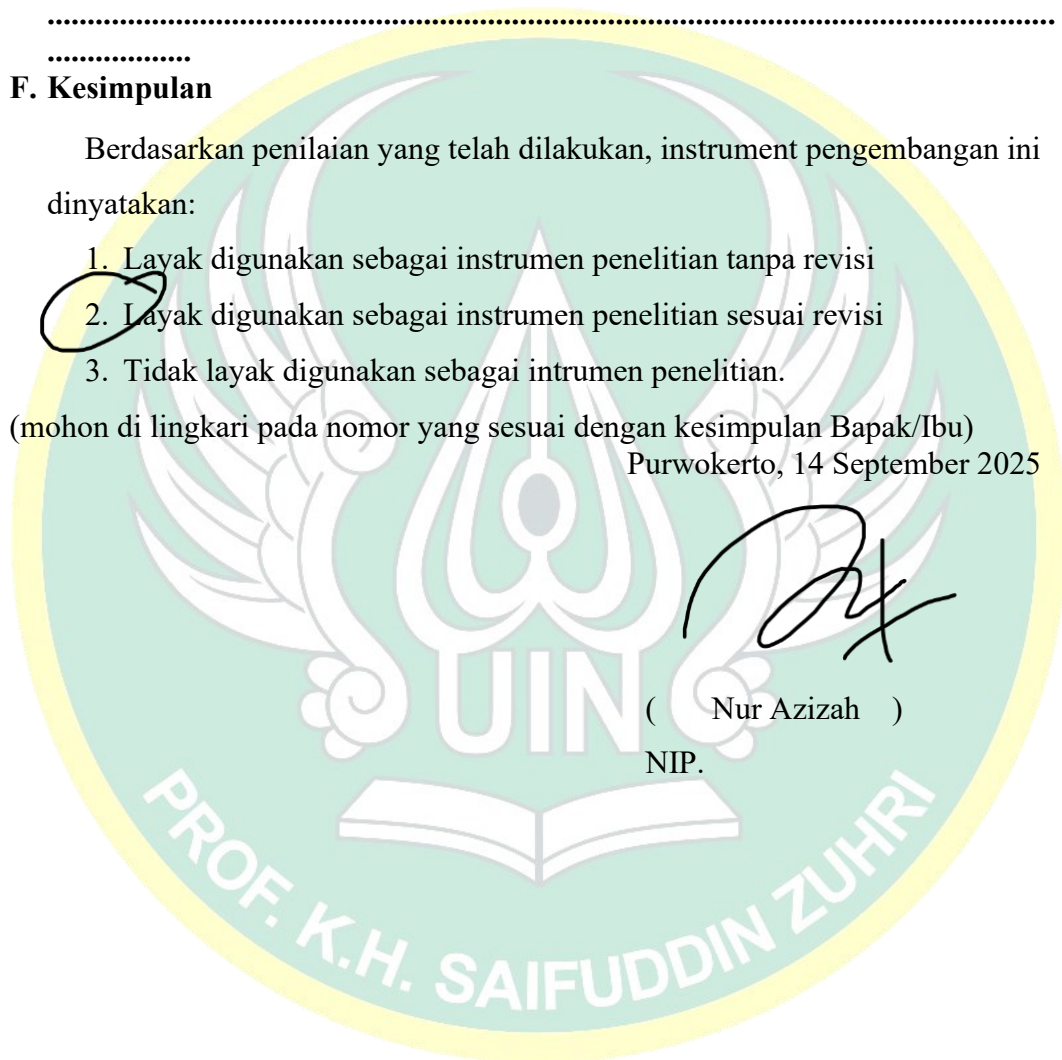 ..............................................................................................................................
..................
F. Kesimpulan
Berdasarkan penilaian yang telah dilakukan, instrument pengembangan ini
dinyatakan:
1. Layak digunakan sebagai instrumen penelitian tanpa revisi
2. Layak digunakan sebagai instrumen penelitian sesuai revisi
3. Tidak layak digunakan sebagai intrumen penelitian.
(mohon di lingkari pada nomor yang sesuai dengan kesimpulan Bapak/Ibu)
Purwokerto, 14 September 2025
( Nur Azizah )
NIP.
UIN
PROF. K.H. SAIFUDDIN ZUHRI